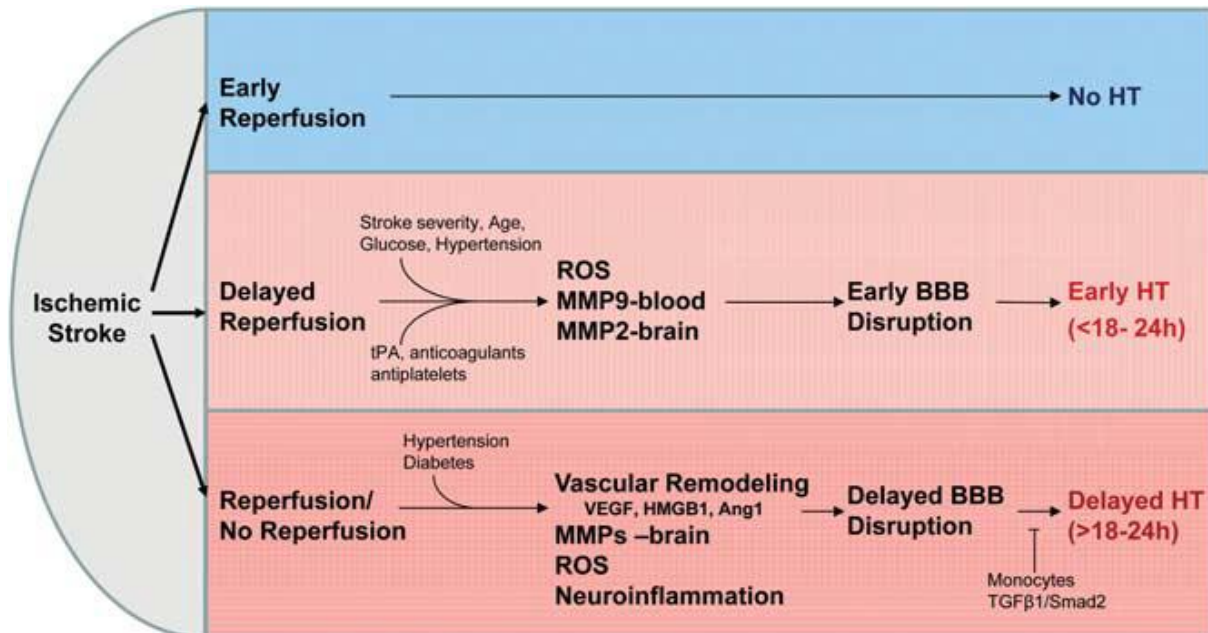 Early
Reperfusion
No HT
Ischemic
Stroke
Stroke severity, Age,
Glucose, Hypertension
Delayed
Reperfusion
tPA, anticoagulants
antiplatelets
ROS
MMP9-blood
MMP2-brain
Early BBB
Disruption
Early HT
(<18- 24h)
Hypertension
Diabetes
Reperfusion/
No Reperfusion
Vascular Remodeling
VEGF, HMGB1, Ang1
MMPs –brain
ROS
Neuroinflammation
Delayed BBB
Disruption
Delayed HT
(>18-24h)
Monocytes
TGFβ1/Smad2